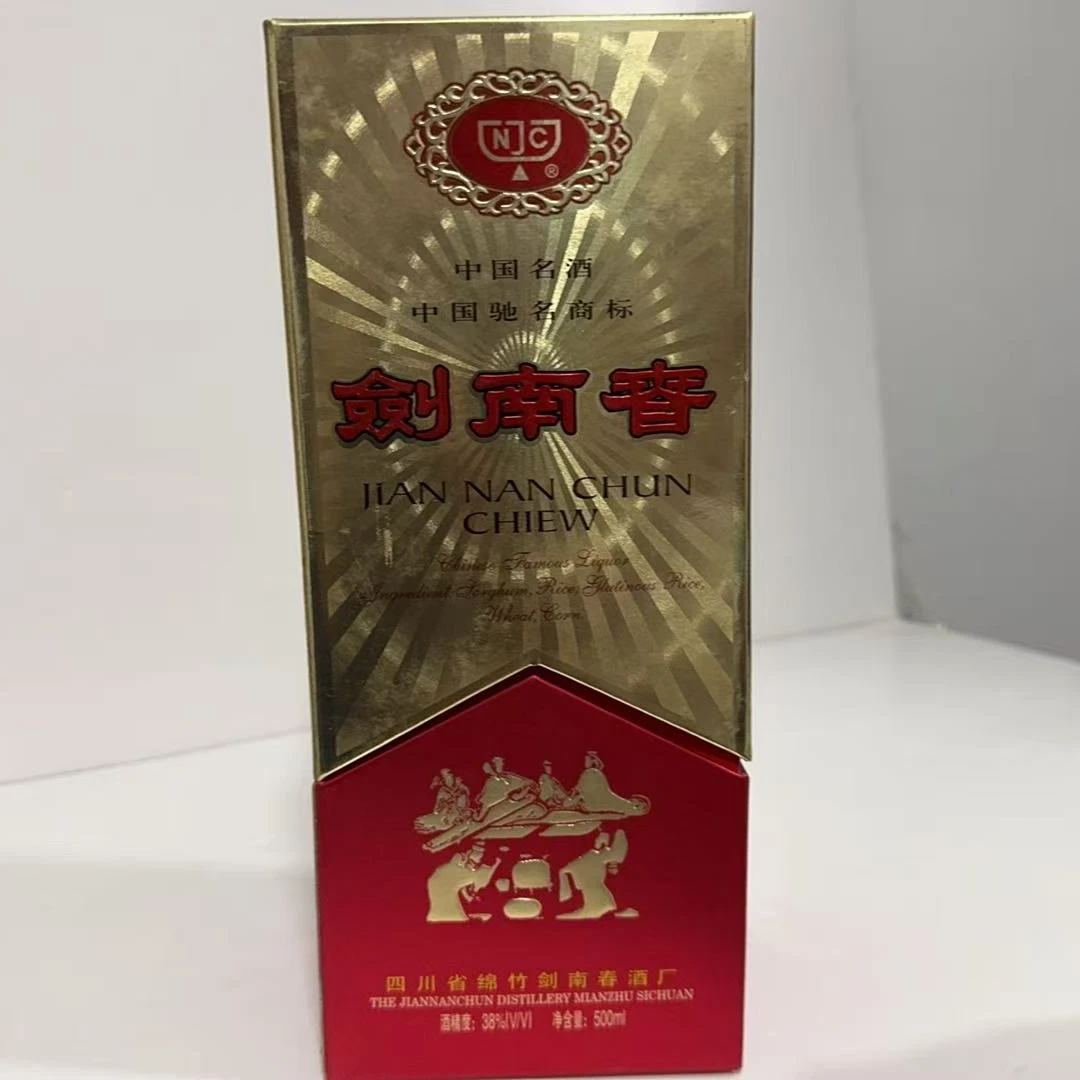 NJC
®
中国名酒
中国驰名商标
劍南春
JIAN NAN CHUN
CHIEW
Chinese Famous Liquor
Ingredient: Sorghum, Rice, Glutinous Rice,
Wheat, Corn
四川省绵竹剑南春酒厂
THE JIANNANCHUN DISTILLERY MIANZHU SICHUAN
酒精度：38%(V/V) 净含量：500ml